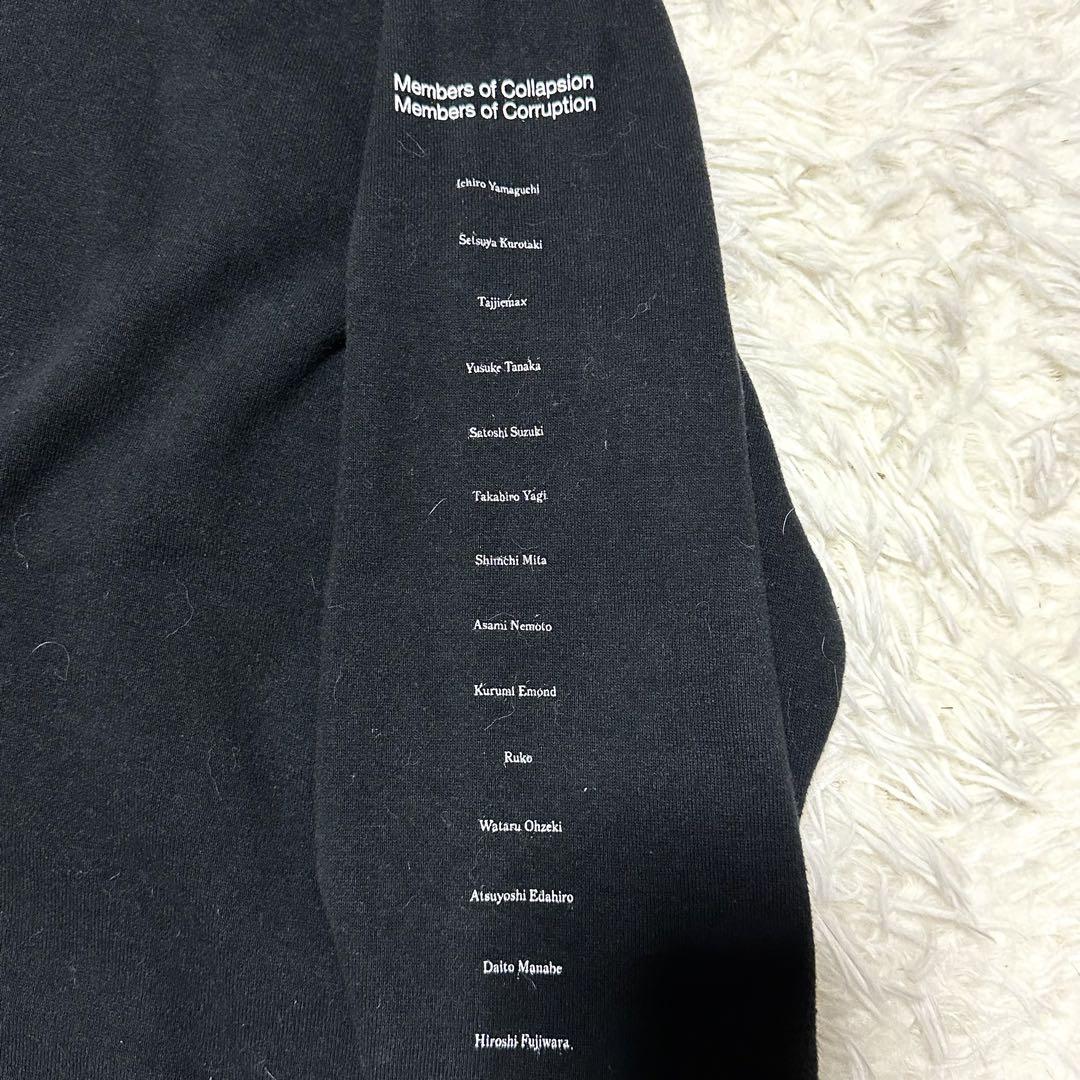 Members of Collapsion
Members of Corruption
Ichiro Yamaguchi
Setsuya Kurotaki
Tajjiemax
Yusuke Tanaka
Satoshi Suzuki
Takahiro Yagi
Shinichi Mita
Asami Nemoto
Kurumi Emond
Ruko
Wataru Ohzeki
Atsuyoshi Edahiro
Daito Manabe
Hiroshi Fujiwara